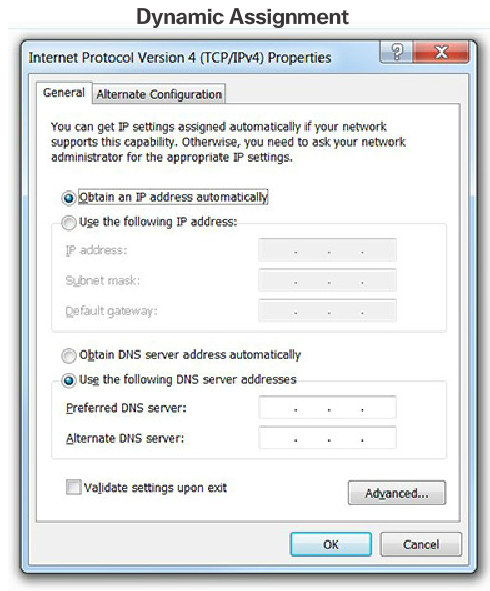 Dynamic Assignment
Internet Protocol Version 4 (TCP/IPv4) Properties
General
Alternate Configuration
You can get IP settings assigned automatically if your network
supports this capability. Otherwise, you need to ask your network
administrator for the appropriate IP settings.
Obtain an IP address automatically
Use the following IP address:
IP address:
Subnet mask:
Default gateway:
Obtain DNS server address automatically
Use the following DNS server addresses
Preferred DNS server:
Alternate DNS server:
Validate settings upon exit
Advanced...
OK
Cancel